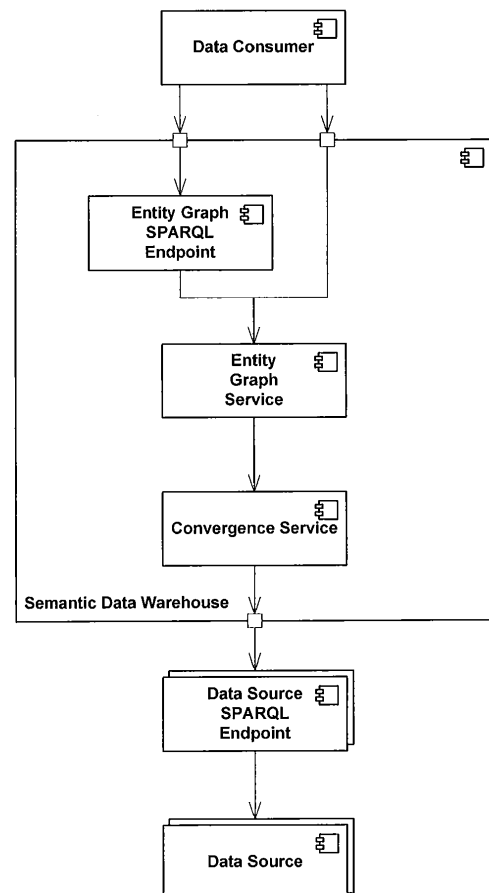 Data Consumer
Entity Graph
SPARQL
Endpoint
Entity
Graph
Service
Convergence Service
Semantic Data Warehouse
Data Source
SPARQL
Endpoint
Data Source